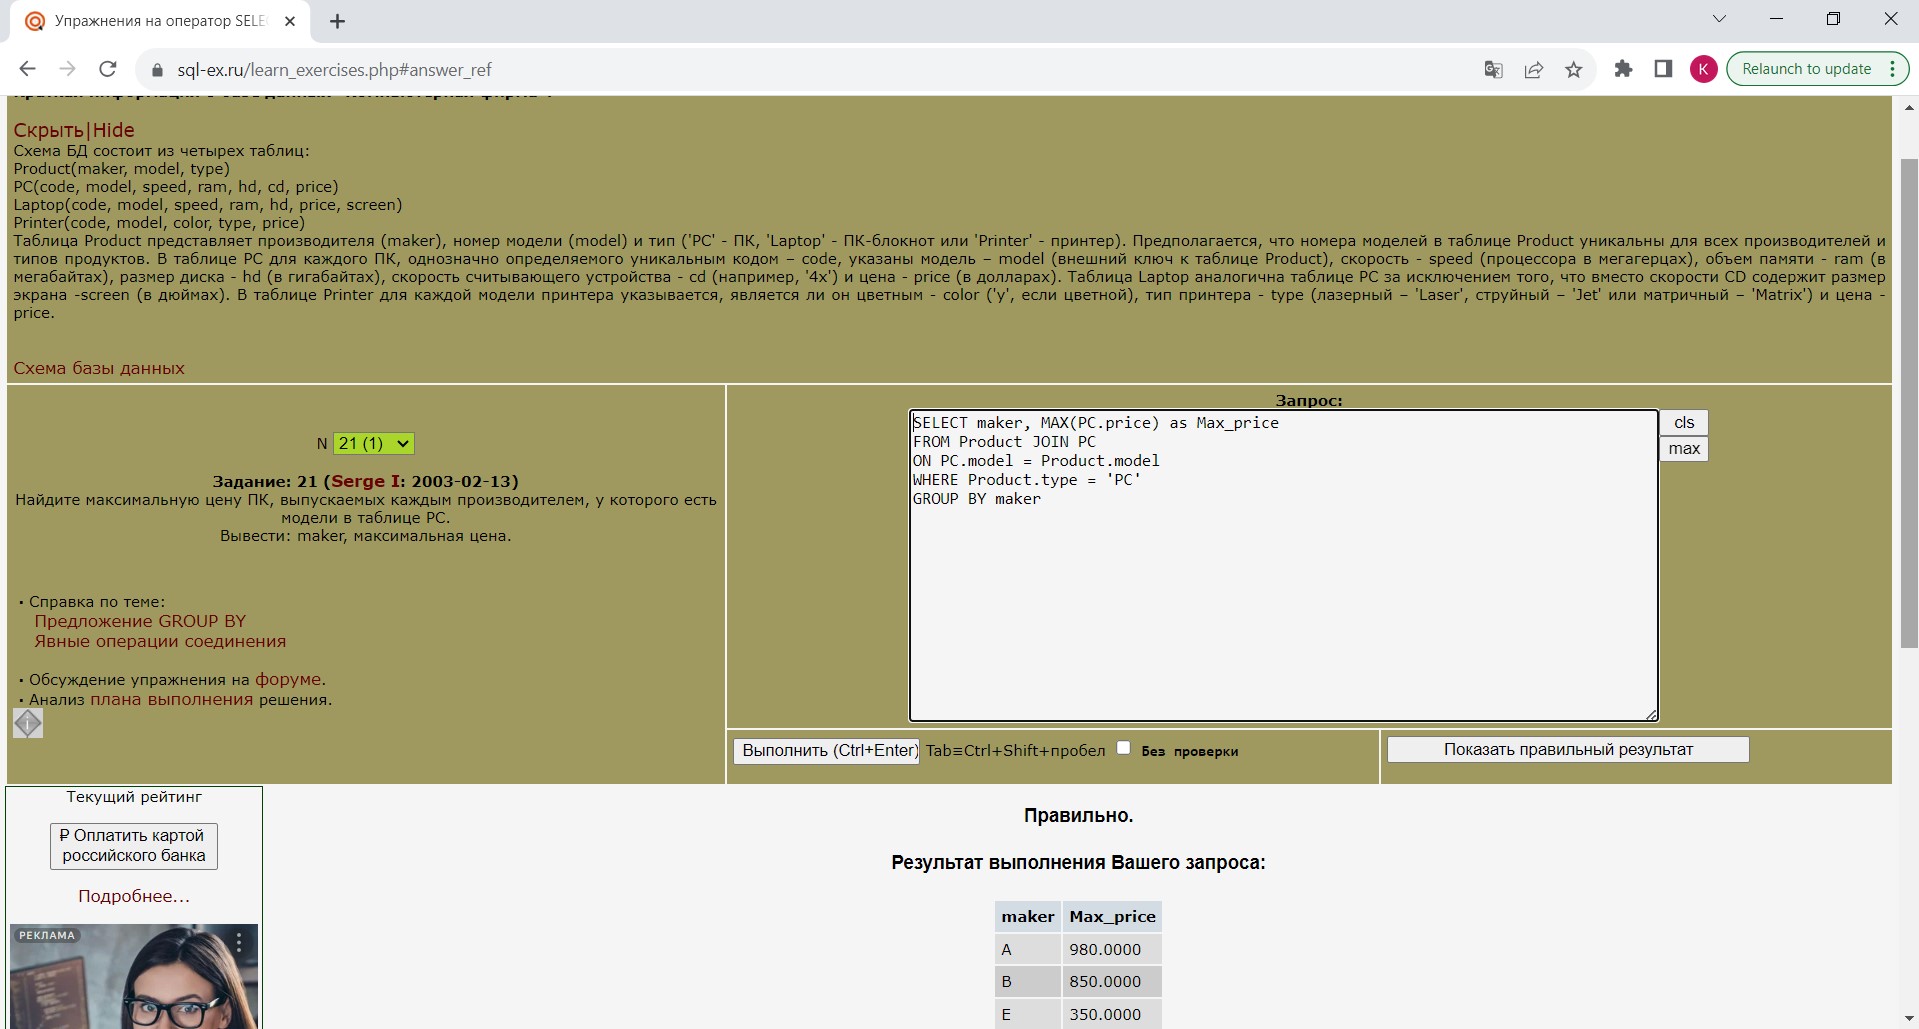 Упражнения на оператор SELE
sql-ex.ru/learn_exercises.php#answer_ref
K
Relaunch to update
Скрыть|Hide
Схема БД состоит из четырех таблиц:
Product(maker, model, type)
PC(code, model, speed, ram, hd, cd, price)
Laptop(code, model, speed, ram, hd, price, screen)
Printer(code, model, color, type, price)
Таблица Product представляет производителя (maker), номер модели (model) и тип ('PC' - ПК, 'Laptop' - ПК-блокнот или 'Printer' - принтер). Предполагается, что номера моделей в таблице Product уникальны для всех производителей и
типов продуктов. В таблице PC для каждого ПК, однозначно определяемого уникальным кодом – code, указаны модель – model (внешний ключ к таблице Product), скорость - speed (процессора в мегагерцах), объем памяти - ram (в
мегабайтах), размер диска - hd (в гигабайтах), скорость считывающего устройства - cd (например, '4x') и цена - price (в долларах). Таблица Laptop аналогична таблице РС за исключением того, что вместо скорости CD содержит размер
экрана -screen (в дюймах). В таблице Printer для каждой модели принтера указывается, является ли он цветным - color ('y', если цветной), тип принтера - type (лазерный – 'Laser', струйный – 'Jet' или матричный – 'Matrix') и цена -
price.
Схема базы данных
N 21 (1)
Задание: 21 (Serge I: 2003-02-13)
Найдите максимальную цену ПК, выпускаемых каждым производителем, у которого есть
модели в таблице PC.
Вывести: maker, максимальная цена.
• Справка по теме:
Предложение GROUP BY
Явные операции соединения
• Обсуждение упражнения на форуме.
• Анализ плана выполнения решения.
Запрос:
SELECT maker, MAX(PC.price) as Max_price
FROM Product JOIN PC
ON PC.model = Product.model
WHERE Product.type = 'PC'
GROUP BY maker
cls
max
Выполнить (Ctrl+Enter) Tab≡Ctrl+Shift+пробел Без проверки
Показать правильный результат
Текущий рейтинг
₽ Оплатить картой
российского банка
Подробнее...
РЕКЛАМА
Правильно.
Результат выполнения Вашего запроса:
maker Max_price
A 980.0000
B 850.0000
E 350.0000